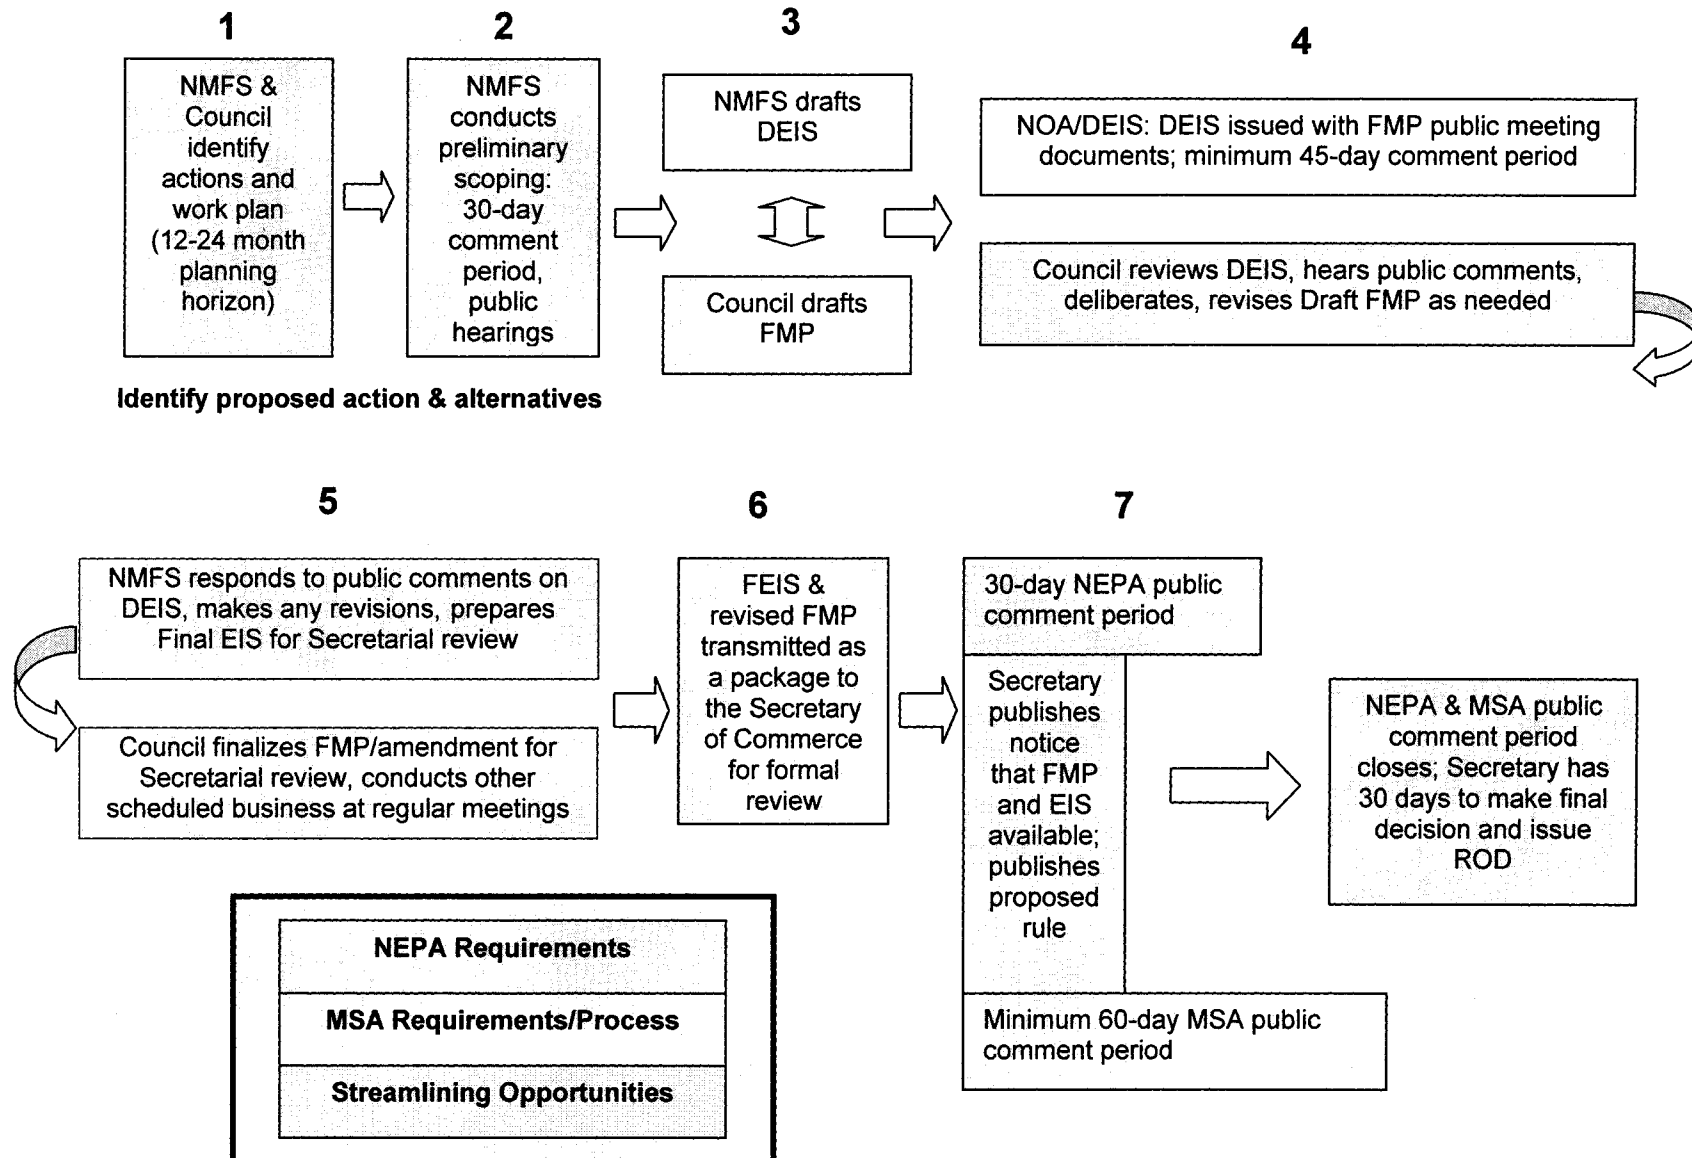 1
NMFS &
Council
identify
actions and
work plan
(12-24 month
planning
horizon)
2
NMFS
conducts
preliminary
scoping:
30-day
comment
period,
public
hearings
Identify proposed action & alternatives
3
NMFS drafts
DEIS
Council drafts
FMP
4
NOA/DEIS: DEIS issued with FMP public meeting
documents; minimum 45-day comment period
Council reviews DEIS, hears public comments,
deliberates, revises Draft FMP as needed
5
NMFS responds to public comments on
DEIS, makes any revisions, prepares
Final EIS for Secretarial review
Council finalizes FMP/amendment for
Secretarial review, conducts other
scheduled business at regular meetings
6
FEIS &
revised FMP
transmitted as
a package to
the Secretary
of Commerce
for formal
review
7
30-day NEPA public
comment period
Secretary
publishes
notice
that FMP
and EIS
available;
publishes
proposed
rule
Minimum 60-day MSA public
comment period
NEPA & MSA public
comment period
closes; Secretary has
30 days to make final
decision and issue
ROD
NEPA Requirements
MSA Requirements/Process
Streamlining Opportunities